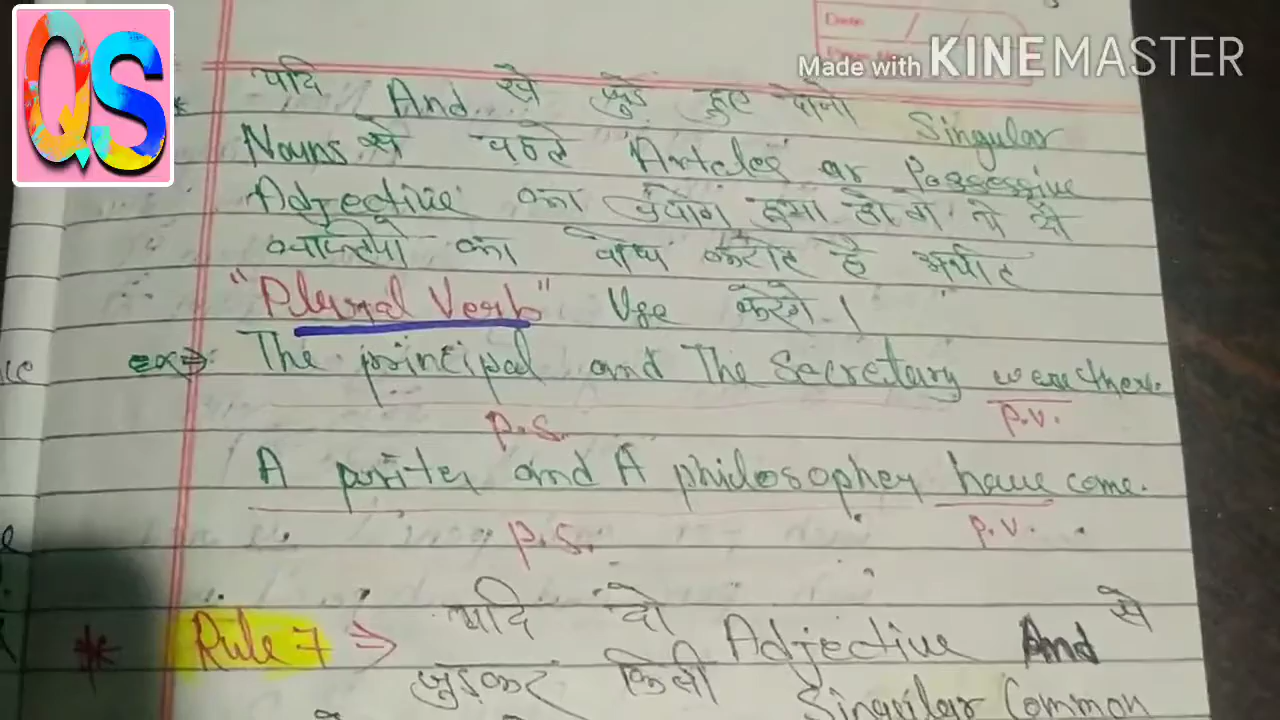 QS
Date
Made with KINEMASTER
* यदि And से जुड़े हुए दोनो Singular
Nouns से पहले Articles or Possessive
Adjective का प्रयोग हुआ हो तो वे दो
व्यक्तियो का बोध कराते है अर्थात
"Plural Verb" Use करेगे।
ex⇒ The principal and The Secretary were there.
P.S. P.V.
A writer and A philosopher have come.
P.S. P.V.
* Rule 7 ⇒ यदि दो Adjective And से
जुड़कर किसी Singular Common